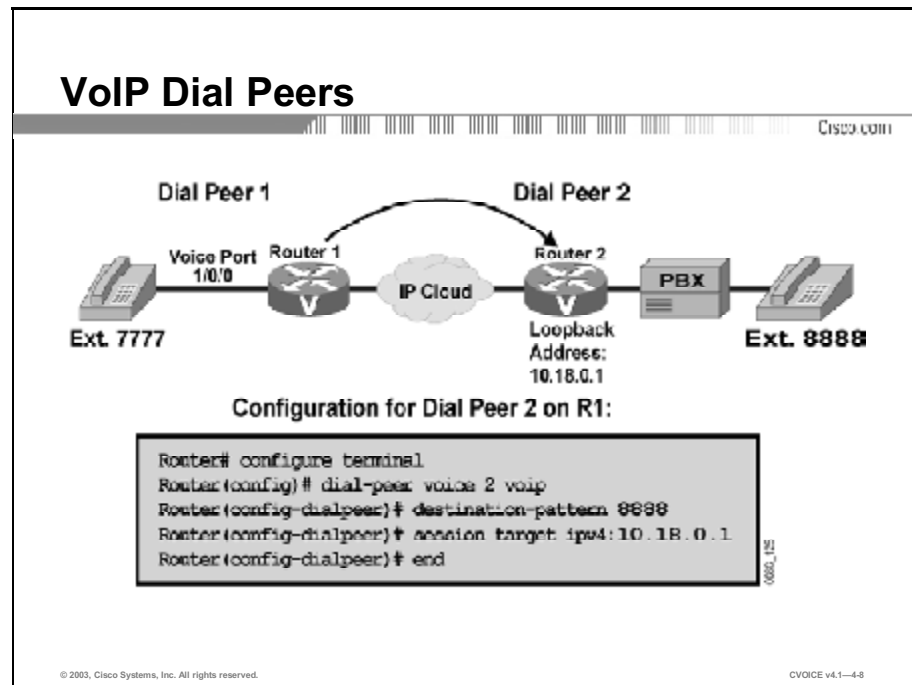 VoIP Dial Peers
Cisco.com
Dial Peer 1
Dial Peer 2
Voice Port
1/0/0
Router 1
Router 2
IP Cloud
PBX
V
V
Ext. 7777
Loopback
Address:
10.18.0.1
Ext. 8888
Configuration for Dial Peer 2 on R1:
Router# configure terminal
Router(config)# dial-peer voice 2 voip
Router(config-dialpeer)# destination-pattern 8888
Router(config-dialpeer)# session target ipv4:10.18.0.1
Router(config-dialpeer)# end
© 2003, Cisco Systems, Inc. All rights reserved.
CVOICE v4.1—4-8